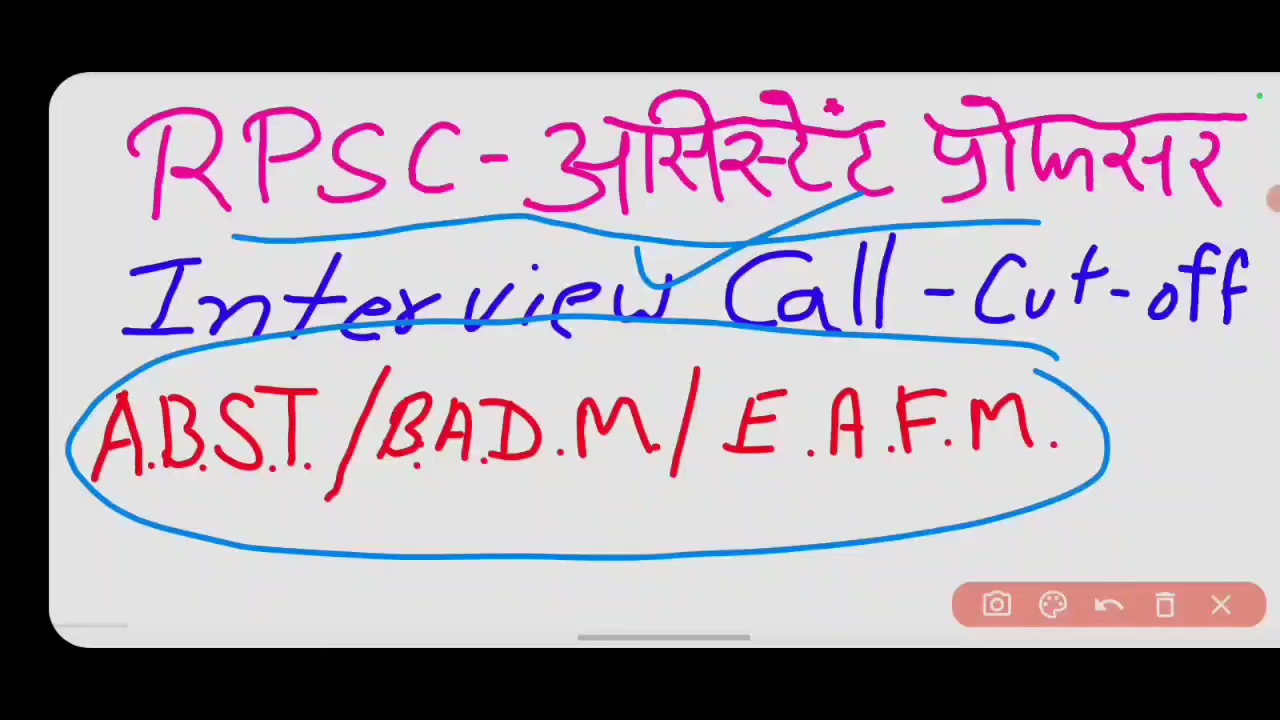 RPSC - असिस्टेंट प्रोफेसर
Interview Call - Cut-off
A.B.S.T. / B.A.D.M. / E.A.F.M.